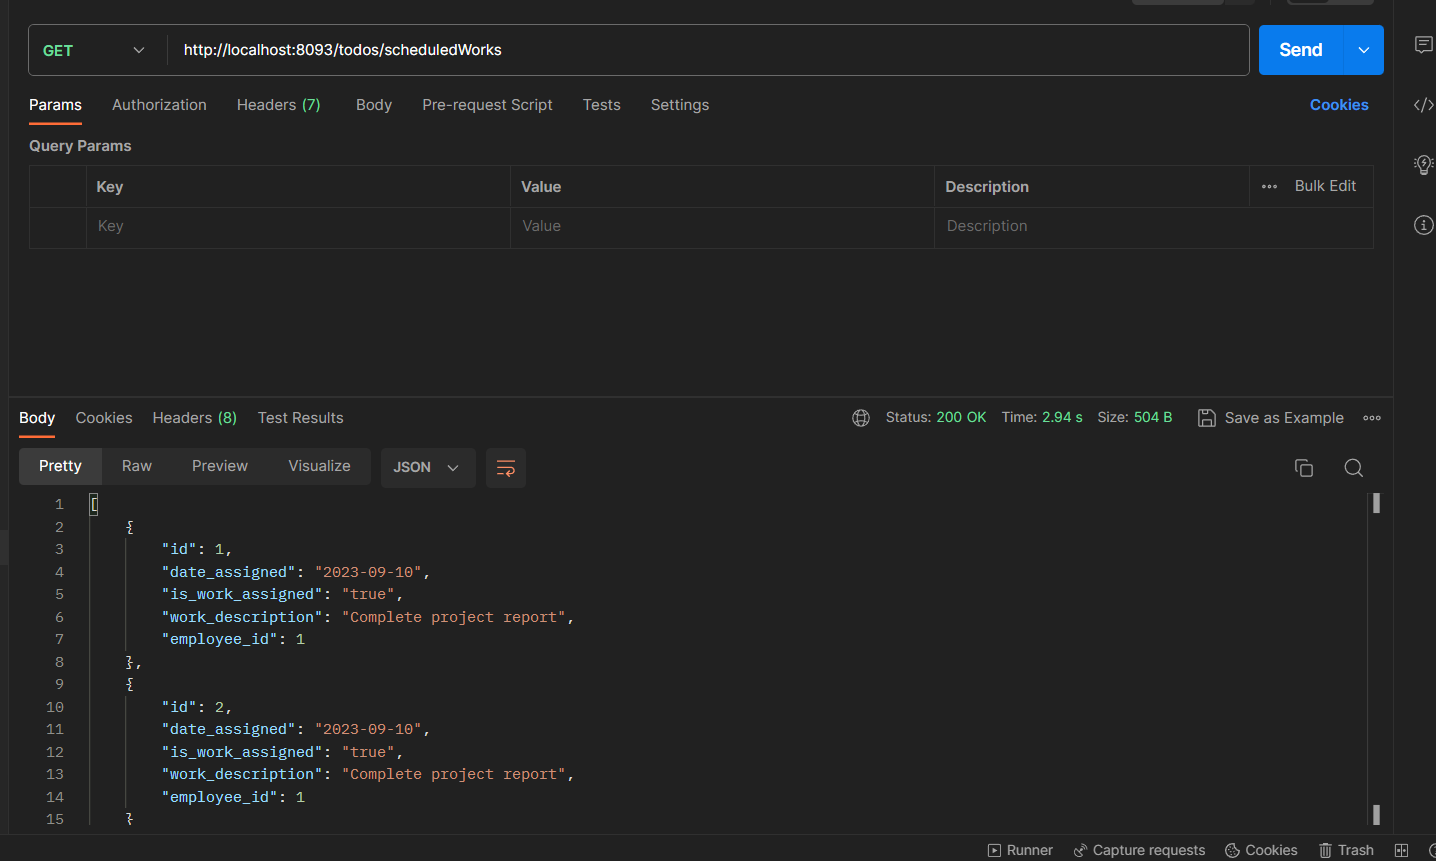 GET http://localhost:8093/todos/scheduledWorks Send
Params Authorization Headers (7) Body Pre-request Script Tests Settings Cookies
Query Params
Key Value Description Bulk Edit
Key Value Description
Body Cookies Headers (8) Test Results Status: 200 OK Time: 2.94 s Size: 504 B Save as Example
Pretty Raw Preview Visualize JSON
1 [
2 {
3 "id": 1,
4 "date_assigned": "2023-09-10",
5 "is_work_assigned": "true",
6 "work_description": "Complete project report",
7 "employee_id": 1
8 },
9 {
10 "id": 2,
11 "date_assigned": "2023-09-10",
12 "is_work_assigned": "true",
13 "work_description": "Complete project report",
14 "employee_id": 1
15 }
Runner Capture requests Cookies Trash